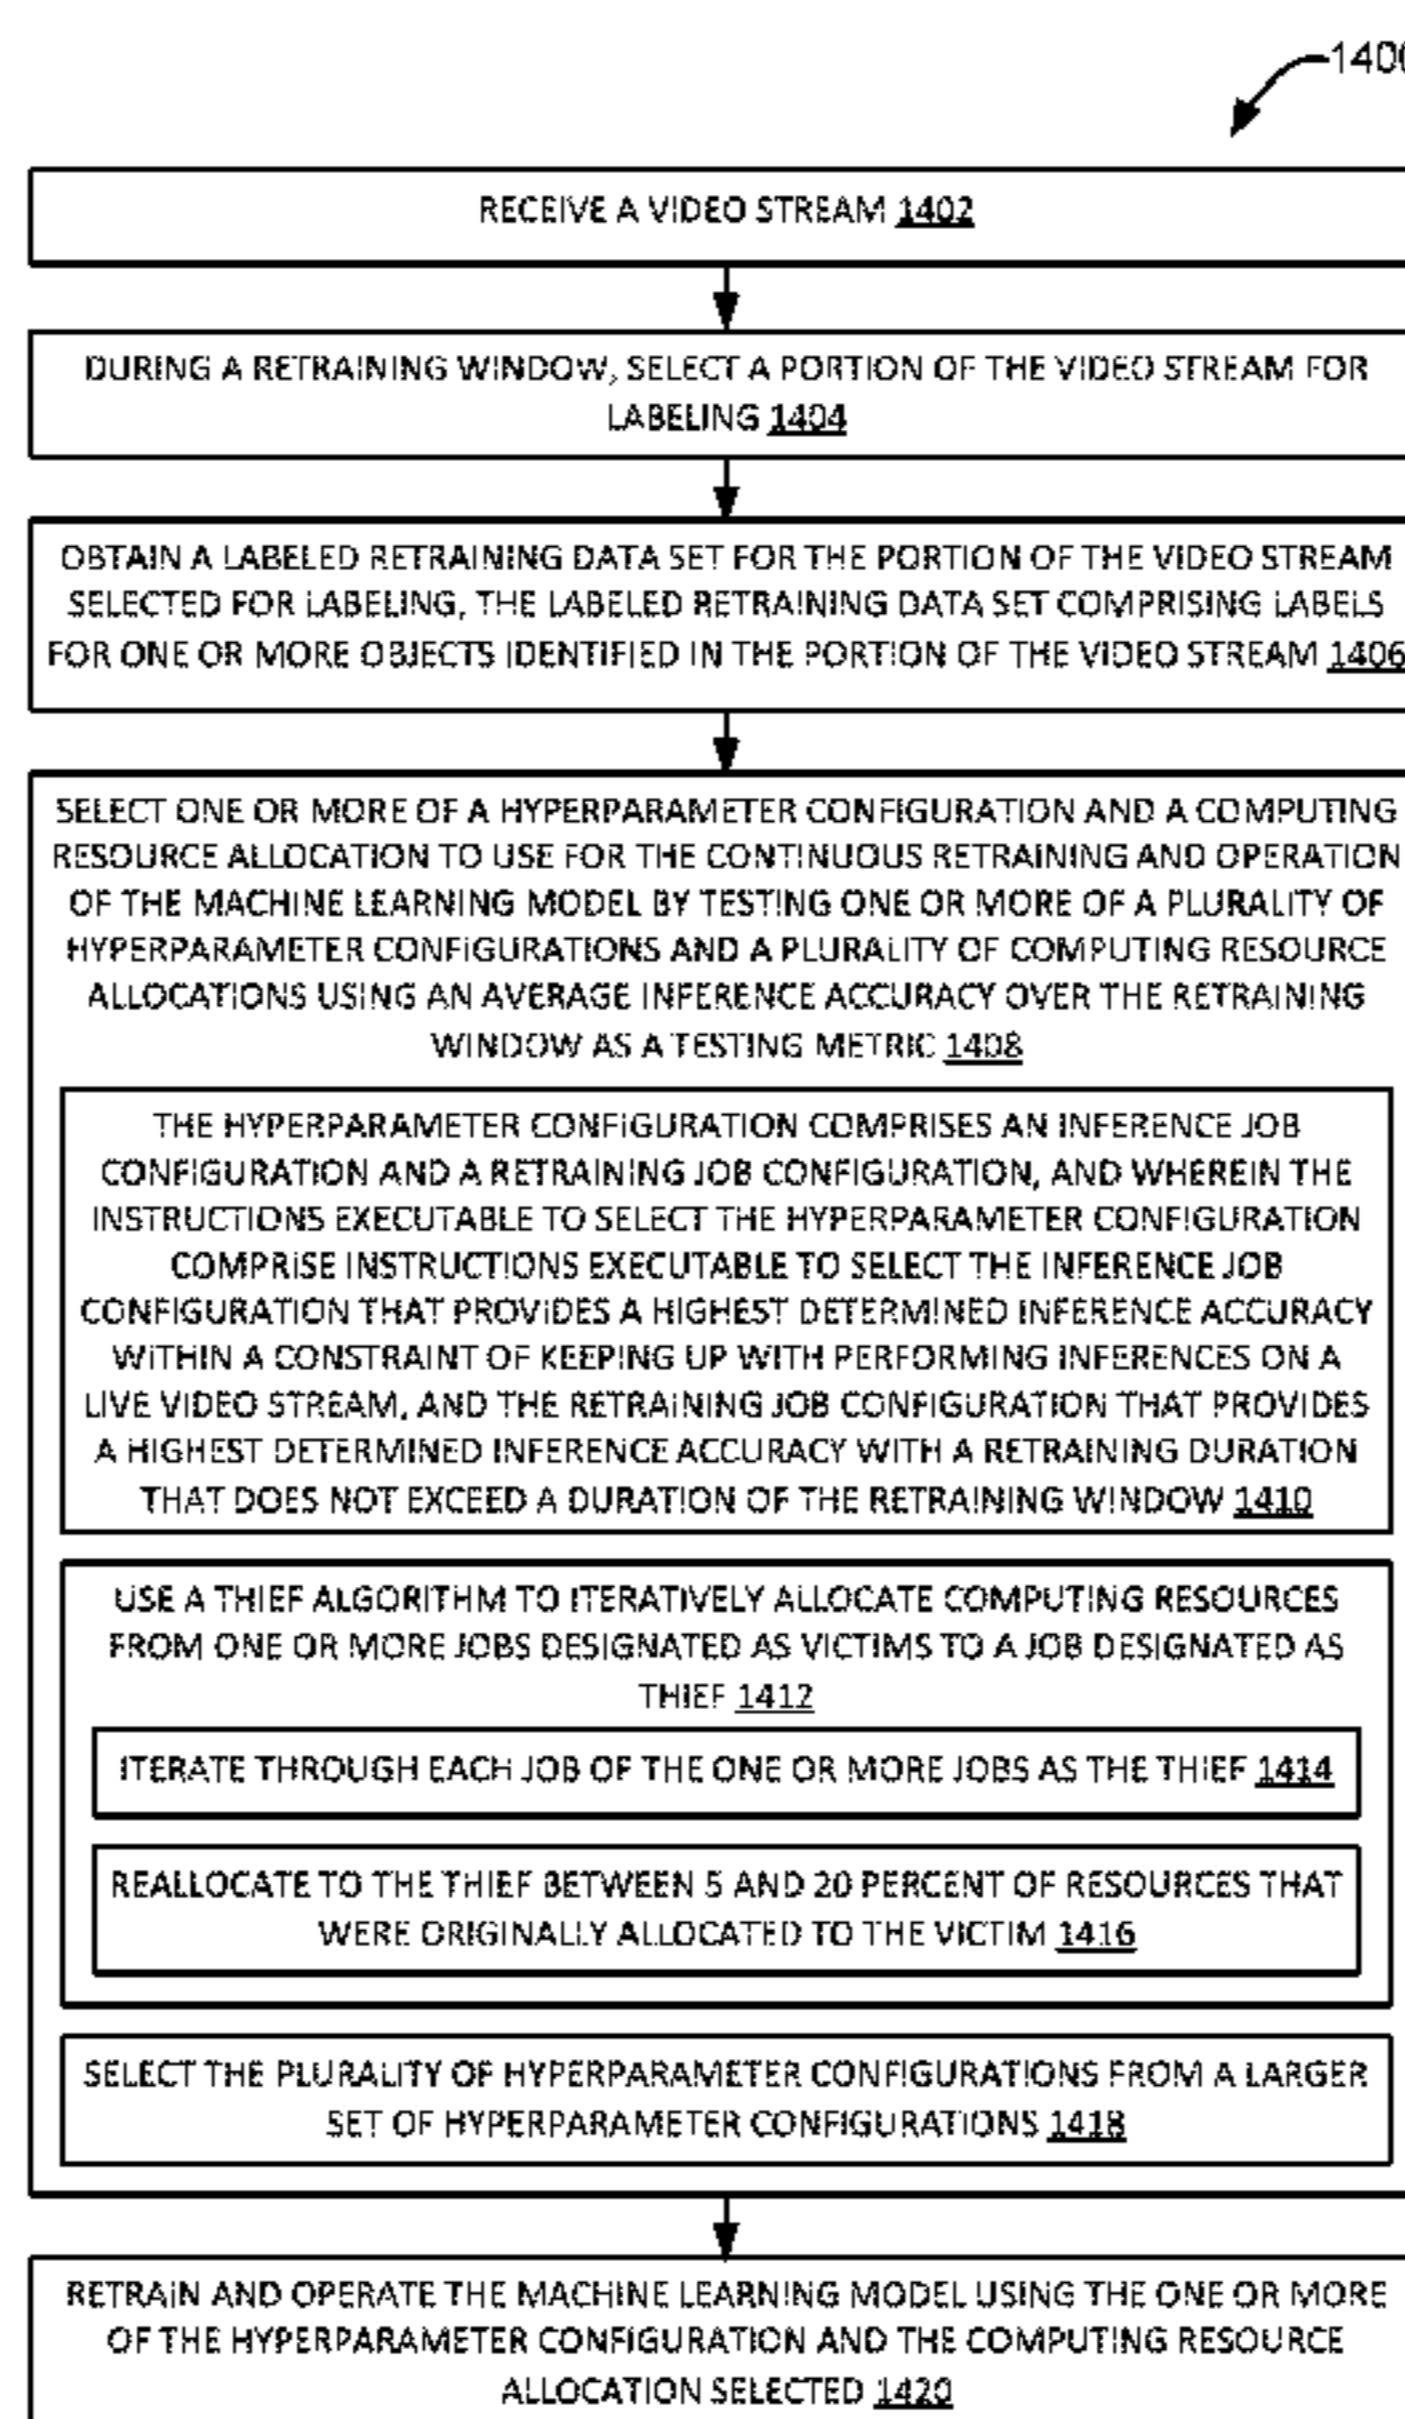 1400
RECEIVE A VIDEO STREAM 1402
DURING A RETRAINING WINDOW, SELECT A PORTION OF THE VIDEO STREAM FOR
LABELING 1404
OBTAIN A LABELED RETRAINING DATA SET FOR THE PORTION OF THE VIDEO STREAM
SELECTED FOR LABELING, THE LABELED RETRAINING DATA SET COMPRISING LABELS
FOR ONE OR MORE OBJECTS IDENTIFIED IN THE PORTION OF THE VIDEO STREAM 1406
SELECT ONE OR MORE OF A HYPERPARAMETER CONFIGURATION AND A COMPUTING
RESOURCE ALLOCATION TO USE FOR THE CONTINUOUS RETRAINING AND OPERATION
OF THE MACHINE LEARNING MODEL BY TESTING ONE OR MORE OF A PLURALITY OF
HYPERPARAMETER CONFIGURATIONS AND A PLURALITY OF COMPUTING RESOURCE
ALLOCATIONS USING AN AVERAGE INFERENCE ACCURACY OVER THE RETRAINING
WINDOW AS A TESTING METRIC 1408
THE HYPERPARAMETER CONFIGURATION COMPRISES AN INFERENCE JOB
CONFIGURATION AND A RETRAINING JOB CONFIGURATION, AND WHEREIN THE
INSTRUCTIONS EXECUTABLE TO SELECT THE HYPERPARAMETER CONFIGURATION
COMPRISE INSTRUCTIONS EXECUTABLE TO SELECT THE INFERENCE JOB
CONFIGURATION THAT PROVIDES A HIGHEST DETERMINED INFERENCE ACCURACY
WITHIN A CONSTRAINT OF KEEPING UP WITH PERFORMING INFERENCES ON A
LIVE VIDEO STREAM, AND THE RETRAINING JOB CONFIGURATION THAT PROVIDES
A HIGHEST DETERMINED INFERENCE ACCURACY WITH A RETRAINING DURATION
THAT DOES NOT EXCEED A DURATION OF THE RETRAINING WINDOW 1410
USE A THIEF ALGORITHM TO ITERATIVELY ALLOCATE COMPUTING RESOURCES
FROM ONE OR MORE JOBS DESIGNATED AS VICTIMS TO A JOB DESIGNATED AS
THIEF 1412
ITERATE THROUGH EACH JOB OF THE ONE OR MORE JOBS AS THE THIEF 1414
REALLOCATE TO THE THIEF BETWEEN 5 AND 20 PERCENT OF RESOURCES THAT
WERE ORIGINALLY ALLOCATED TO THE VICTIM 1416
SELECT THE PLURALITY OF HYPERPARAMETER CONFIGURATIONS FROM A LARGER
SET OF HYPERPARAMETER CONFIGURATIONS 1418
RETRAIN AND OPERATE THE MACHINE LEARNING MODEL USING THE ONE OR MORE
OF THE HYPERPARAMETER CONFIGURATION AND THE COMPUTING RESOURCE
ALLOCATION SELECTED 1420